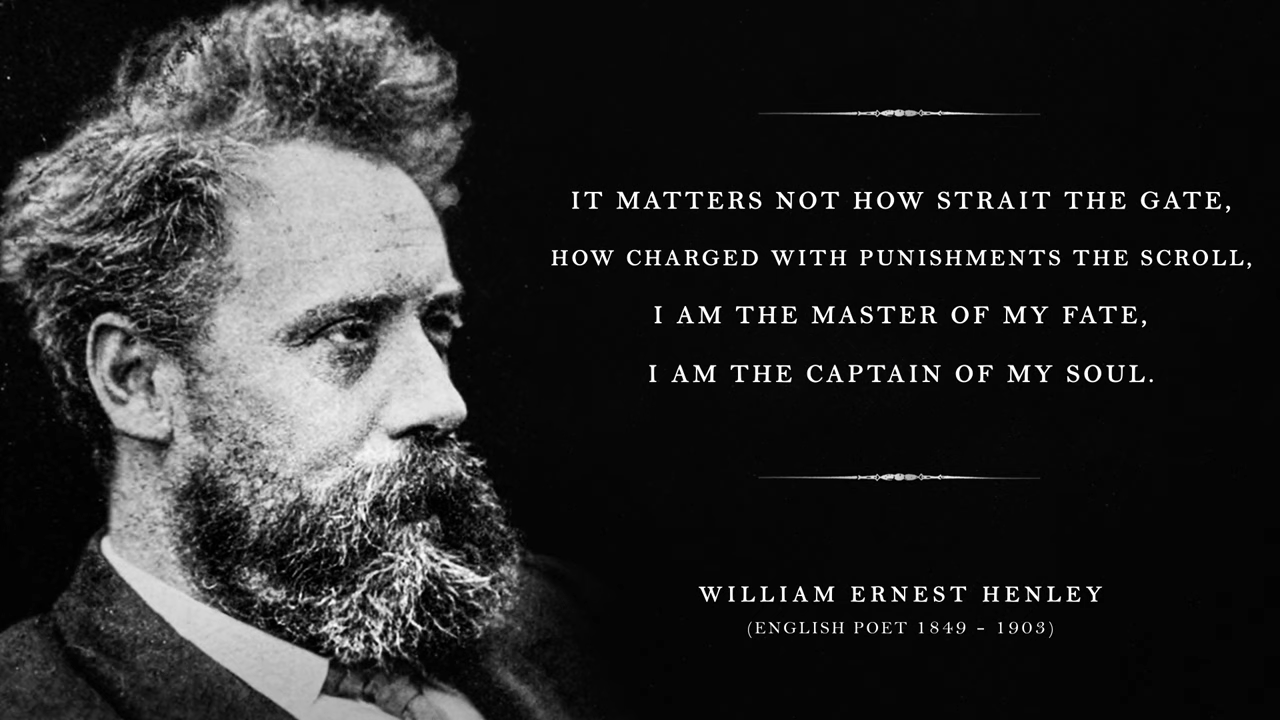 IT MATTERS NOT HOW STRAIT THE GATE,
HOW CHARGED WITH PUNISHMENTS THE SCROLL,
I AM THE MASTER OF MY FATE,
I AM THE CAPTAIN OF MY SOUL.
WILLIAM ERNEST HENLEY
(ENGLISH POET 1849 - 1903)